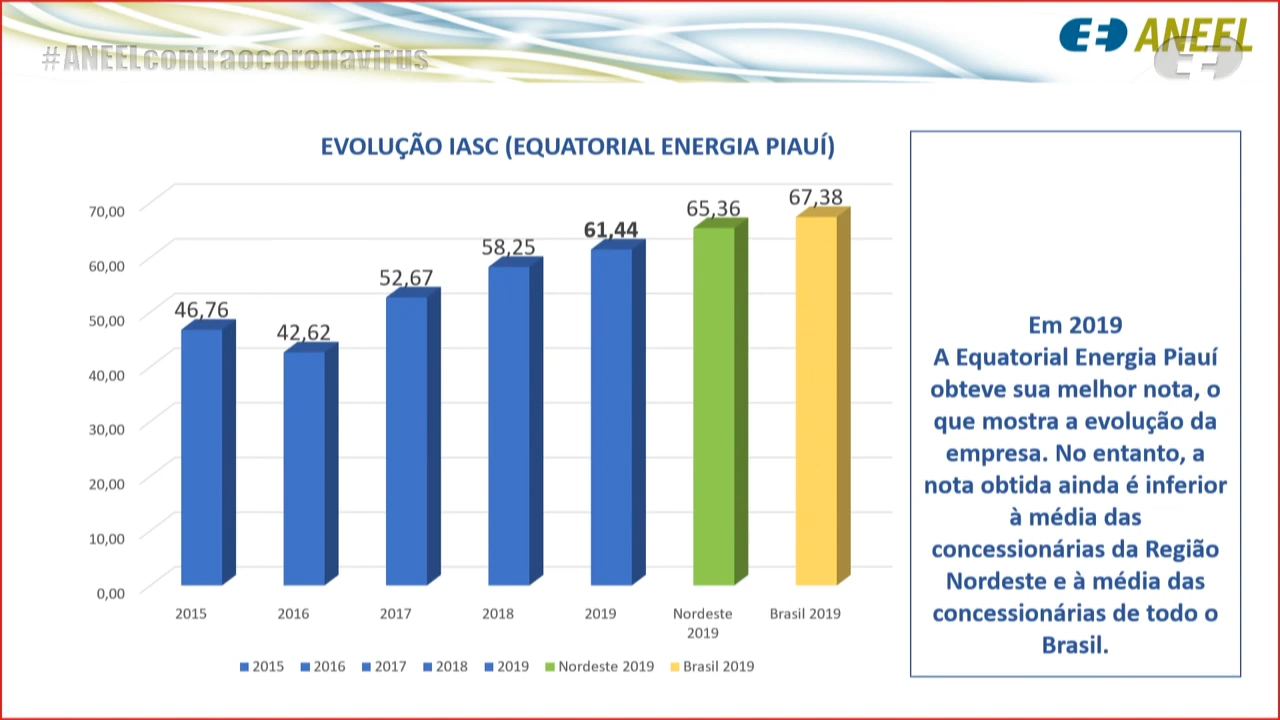 #ANEELcontraocoronavirus
ANEEL
EVOLUÇÃO IASC (EQUATORIAL ENERGIA PIAUÍ)
70,00
60,00
50,00
40,00
30,00
20,00
10,00
0,00
46,76
42,62
52,67
58,25
61,44
65,36
67,38
2015
2016
2017
2018
2019
Nordeste
2019
Brasil 2019
2015 2016 2017 2018 2019 Nordeste 2019 Brasil 2019
Em 2019
A Equatorial Energia Piauí
obteve sua melhor nota, o
que mostra a evolução da
empresa. No entanto, a
nota obtida ainda é inferior
à média das
concessionárias da Região
Nordeste e à média das
concessionárias de todo o
Brasil.